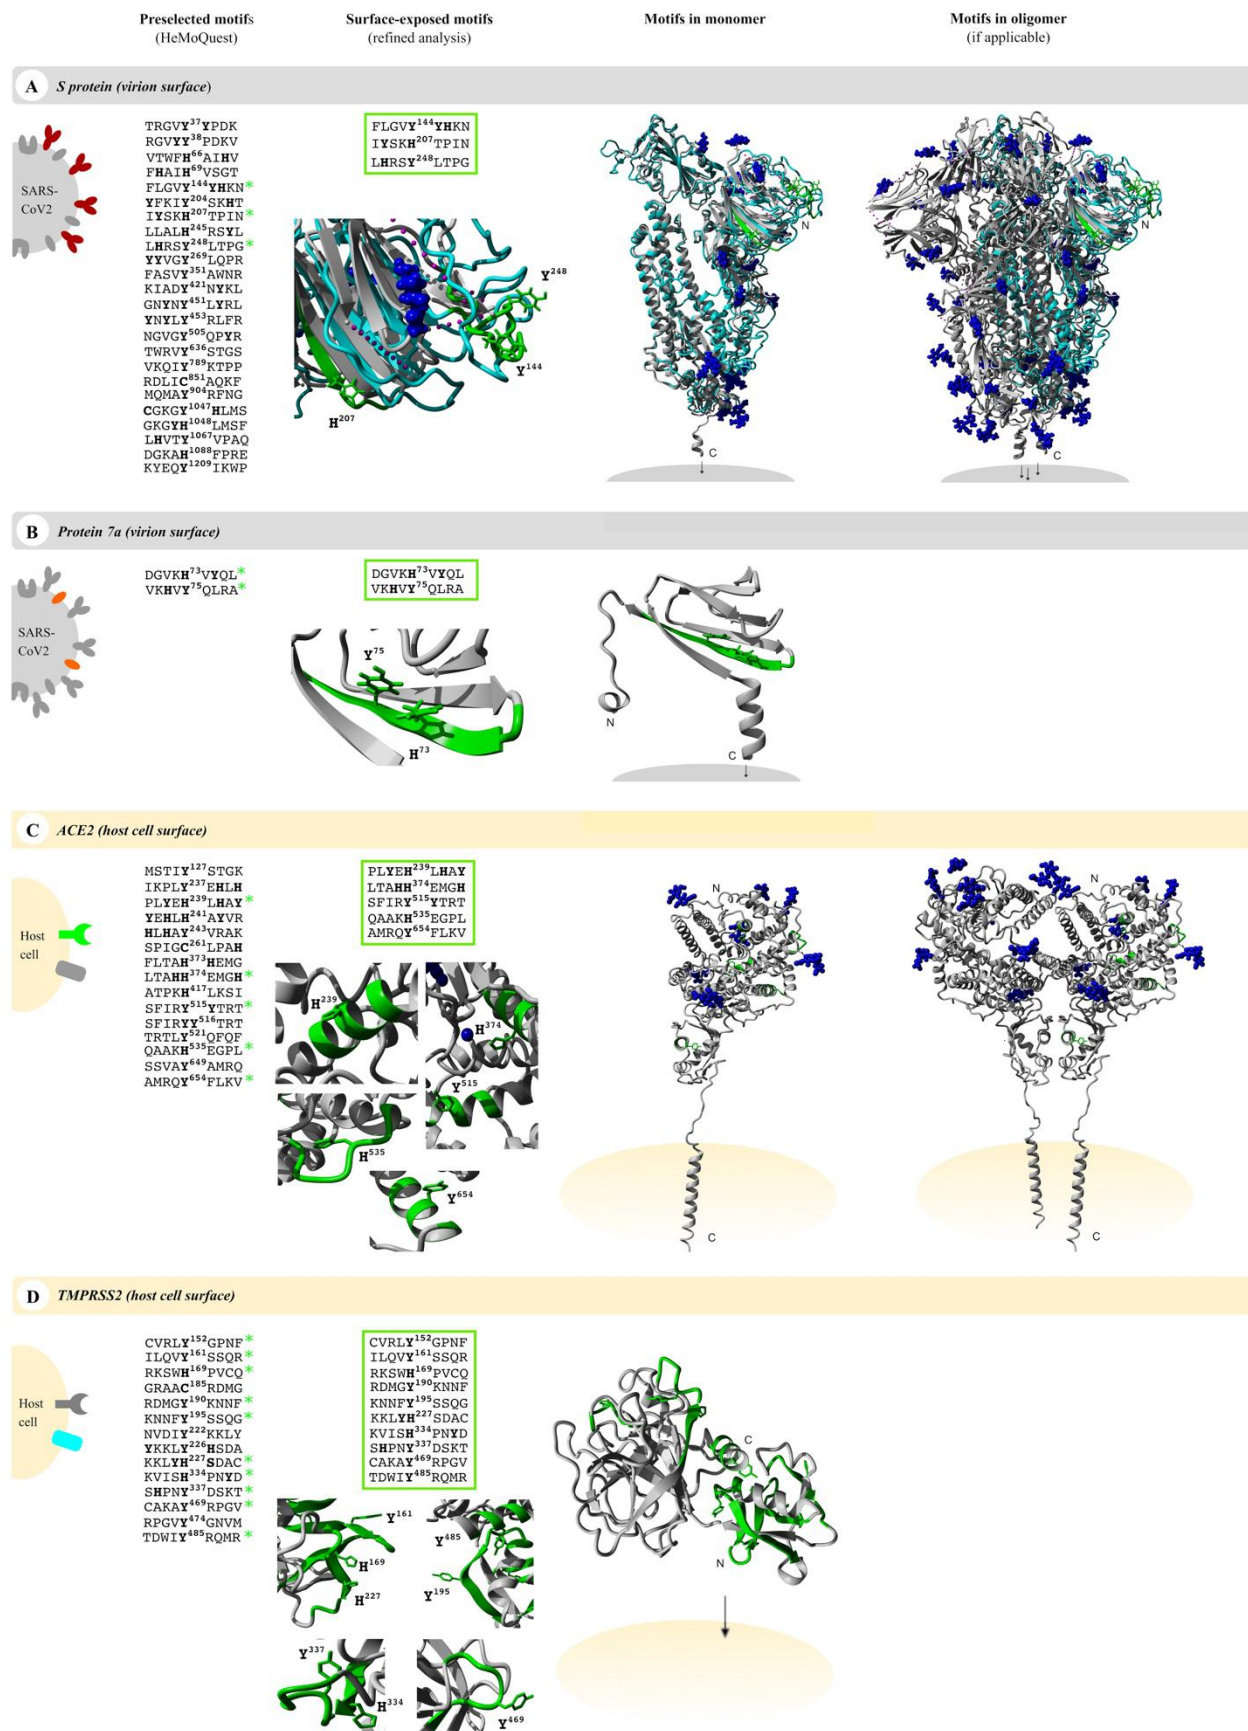 Preselected motifs
(HeMoQuest)
Surface-exposed motifs
(refined analysis)
Motifs in monomer
Motifs in oligomer
(if applicable)
A S protein (virion surface)
SARS-
CoV2
TRGVY³⁷YPDK
RGVYY³⁸PDKV
VTWFH⁶⁶AIHV
FHAIH⁶⁹VSGT
FLGVY¹⁴⁴YHKN*
YFKIY²⁰⁴SKHT
IYSKH²⁰⁷TPIN*
LLALH²⁴⁵RSYL
LHRSY²⁴⁸LTPG*
YYVGY²⁶⁹LQPR
FASVY³⁵¹AWNR
KIADY⁴²¹NYKL
GNYNY⁴⁵¹LYRL
YNYLY⁴⁵³RLFR
NGVGY⁵⁰⁵QPYR
TWRVY⁶³⁶STGS
VKQIY⁷⁸⁹KTPP
RDLIC⁸⁵¹AQKF
MQMAY⁹⁰⁴RFNG
CGKGY¹⁰⁴⁷HLMS
GKGYH¹⁰⁴⁸LMSF
LHVTY¹⁰⁶⁷VPAQ
DGKAH¹⁰⁸⁸FPRE
KYEQY¹²⁰⁹IKWP
FLGVY¹⁴⁴YHKN
IYSKH²⁰⁷TPIN
LHRSY²⁴⁸LTPG
Y²⁴⁸
Y¹⁴⁴
H²⁰⁷
N
C
N
C
B Protein 7a (virion surface)
SARS-
CoV2
DGVKH⁷³VYQL*
VKHVY⁷⁵QLRA*
DGVKH⁷³VYQL
VKHVY⁷⁵QLRA
Y⁷⁵
H⁷³
N
C
C ACE2 (host cell surface)
Host
cell
MSTIY¹²⁷STGK
IKPLY²³⁷EHLH
PLYEH²³⁹LHAY*
YEHLH²⁴¹AYVR
HLHAY²⁴³VRAK
SPIGC²⁶¹LPAH
FLTAH³⁷³HEMG
LTAHH³⁷⁴EMGH*
ATPKH⁴¹⁷LKSI
SFIRY⁵¹⁵YTRT*
SFIRYY⁵¹⁶TRT
TRTLY⁵²¹QFQF
QAAKH⁵³⁵EGPL*
SSVAY⁶⁴⁹AMRQ
AMRQY⁶⁵⁴FLKV*
PLYEH²³⁹LHAY
LTAHH³⁷⁴EMGH
SFIRY⁵¹⁵YTRT
QAAKH⁵³⁵EGPL
AMRQY⁶⁵⁴FLKV
H²³⁹
H³⁷⁴
Y⁵¹⁵
H⁵³⁵
Y⁶⁵⁴
N
C
N
C
D TMPRSS2 (host cell surface)
Host
cell
CVRLY¹⁵²GPNF*
ILQVY¹⁶¹SSQR*
RKSWH¹⁶⁹PVCQ*
GRAAC¹⁸⁵RDMG
RDMGY¹⁹⁰KNNF*
KNNFY¹⁹⁵SSQG*
NVDIY²²²KKLY
YKKLY²²⁶HSDA
KKLYH²²⁷SDAC*
KVISH³³⁴PNYD*
SHPNY³³⁷DSKT*
CAKAY⁴⁶⁹RPGV*
RPGVY⁴⁷⁴GNVM
TDWIY⁴⁸⁵RQMR*
CVRLY¹⁵²GPNF
ILQVY¹⁶¹SSQR
RKSWH¹⁶⁹PVCQ
RDMGY¹⁹⁰KNNF
KNNFY¹⁹⁵SSQG
KKLYH²²⁷SDAC
KVISH³³⁴PNYD
SHPNY³³⁷DSKT
CAKAY⁴⁶⁹RPGV
TDWIY⁴⁸⁵RQMR
Y¹⁶¹
H¹⁶⁹
H²²⁷
Y⁴⁸⁵
Y¹⁹⁵
Y³³⁷
H³³⁴
Y⁴⁶⁹
C
N